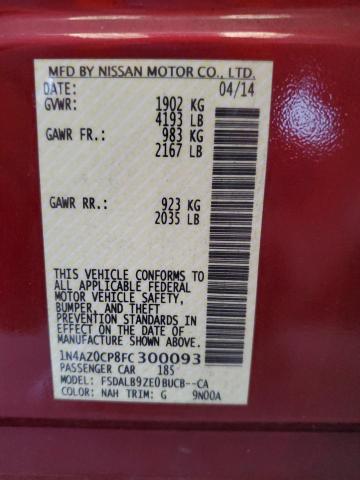 MFD BY NISSAN MOTOR CO., LTD.
DATE: 04/14
GVWR: 1902 KG
4193 LB
GAWR FR.: 983 KG
2167 LB
GAWR RR.: 923 KG
2035 LB
THIS VEHICLE CONFORMS TO
ALL APPLICABLE FEDERAL
MOTOR VEHICLE SAFETY,
BUMPER, AND THEFT
PREVENTION STANDARDS IN
EFFECT ON THE DATE OF
MANUFACTURE SHOWN ABOVE.
1N4AZ0CP8FC300093
PASSENGER CAR 185
MODEL: FSDALB9ZE0BUCB--CA
COLOR: NAH TRIM: G 9N00A